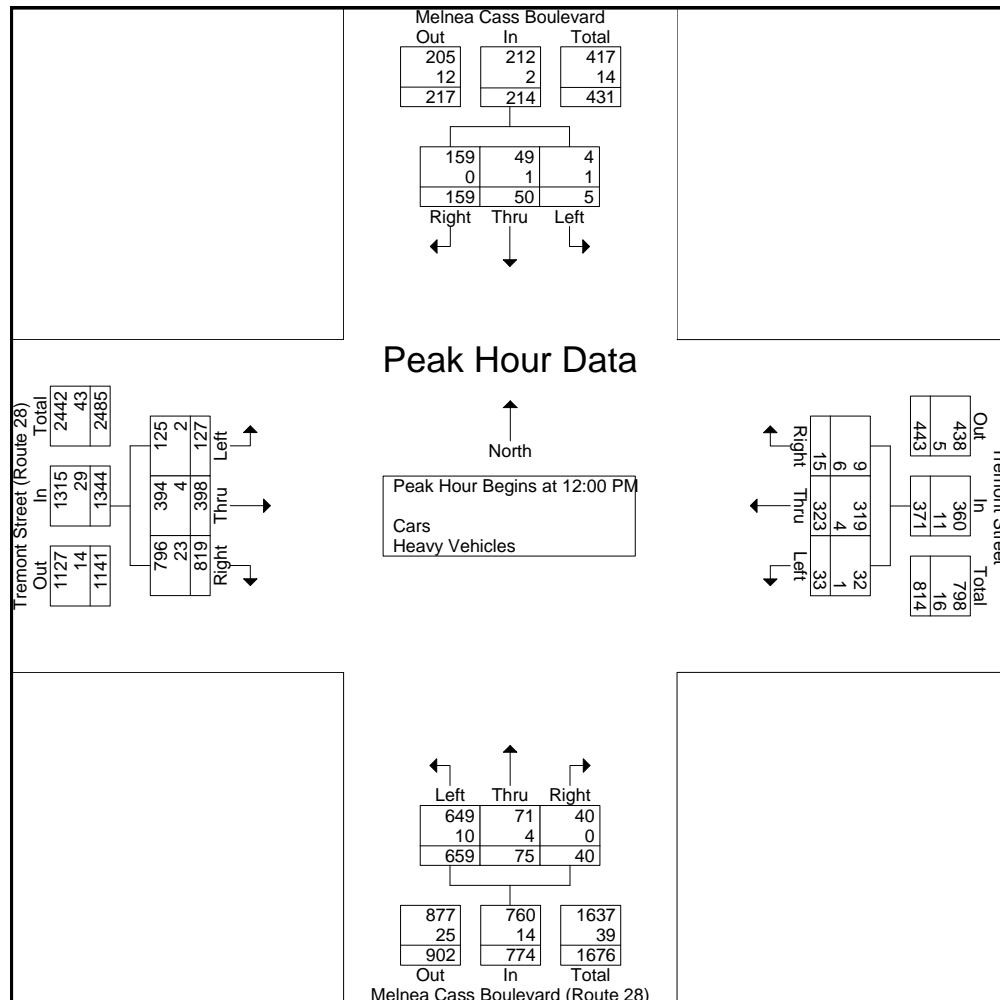 Melnea Cass Boulevard
Out In Total
205 212 417
12 2 14
217 214 431
159 49 4
0 1 1
159 50 5
Right Thru Left
Peak Hour Data
North
Peak Hour Begins at 12:00 PM
Cars
Heavy Vehicles
Tremont Street (Route 28)
Total In Out
2442 1315 1127
43 29 14
2485 1344 1141
125 394 796
2 4 23
127 398 819
Left Thru Right
Right Thru Left
15 323 33
6 4 1
9 319 32
443 371 814
5 11 16
438 360 798
Out In Total
Tremont Street
Left Thru Right
649 71 40
10 4 0
659 75 40
877 760 1637
25 14 39
902 774 1676
Out In Total
Melnea Cass Boulevard (Route 28)